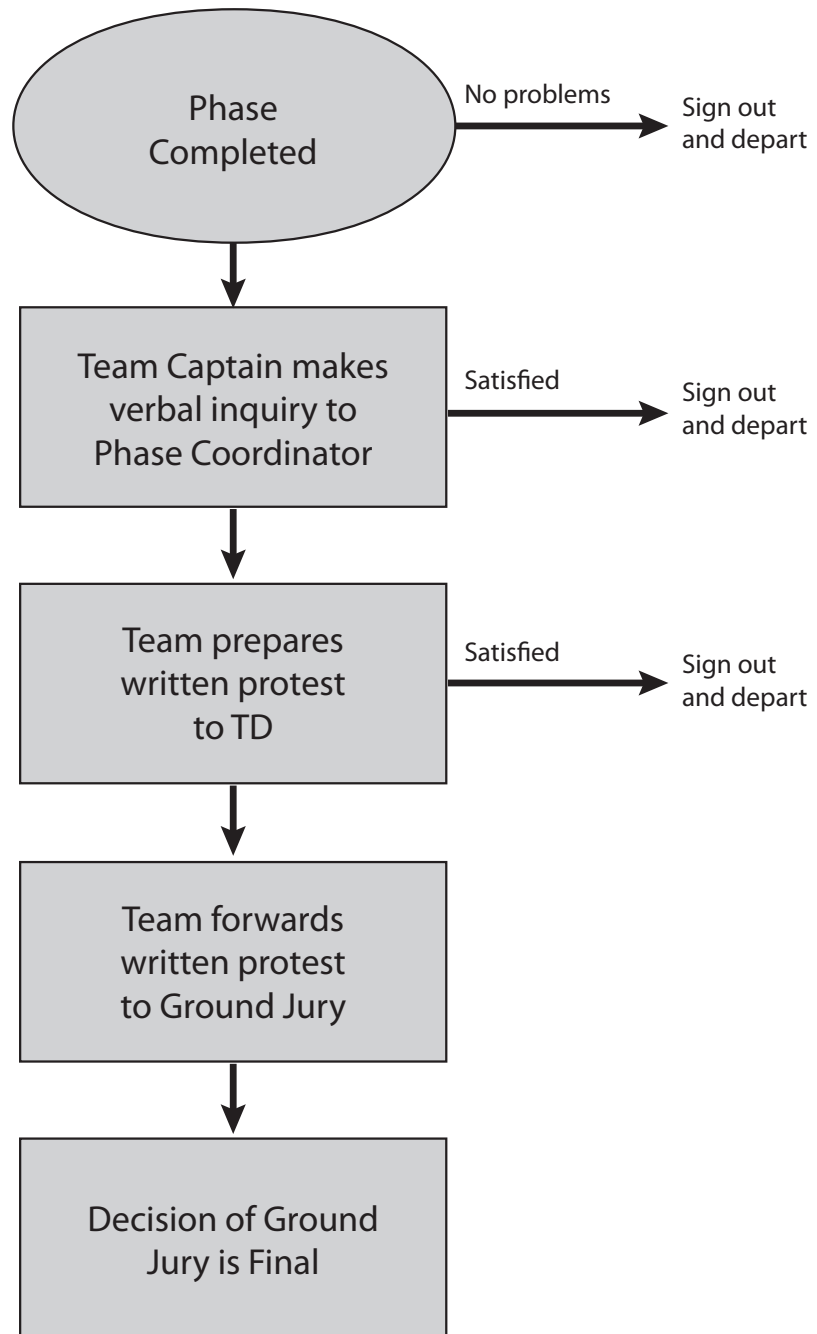 Phase
Completed
No problems
Sign out
and depart
Team Captain makes
verbal inquiry to
Phase Coordinator
Satisfied
Sign out
and depart
Team prepares
written protest
to TD
Satisfied
Sign out
and depart
Team forwards
written protest
to Ground Jury
Decision of Ground
Jury is Final